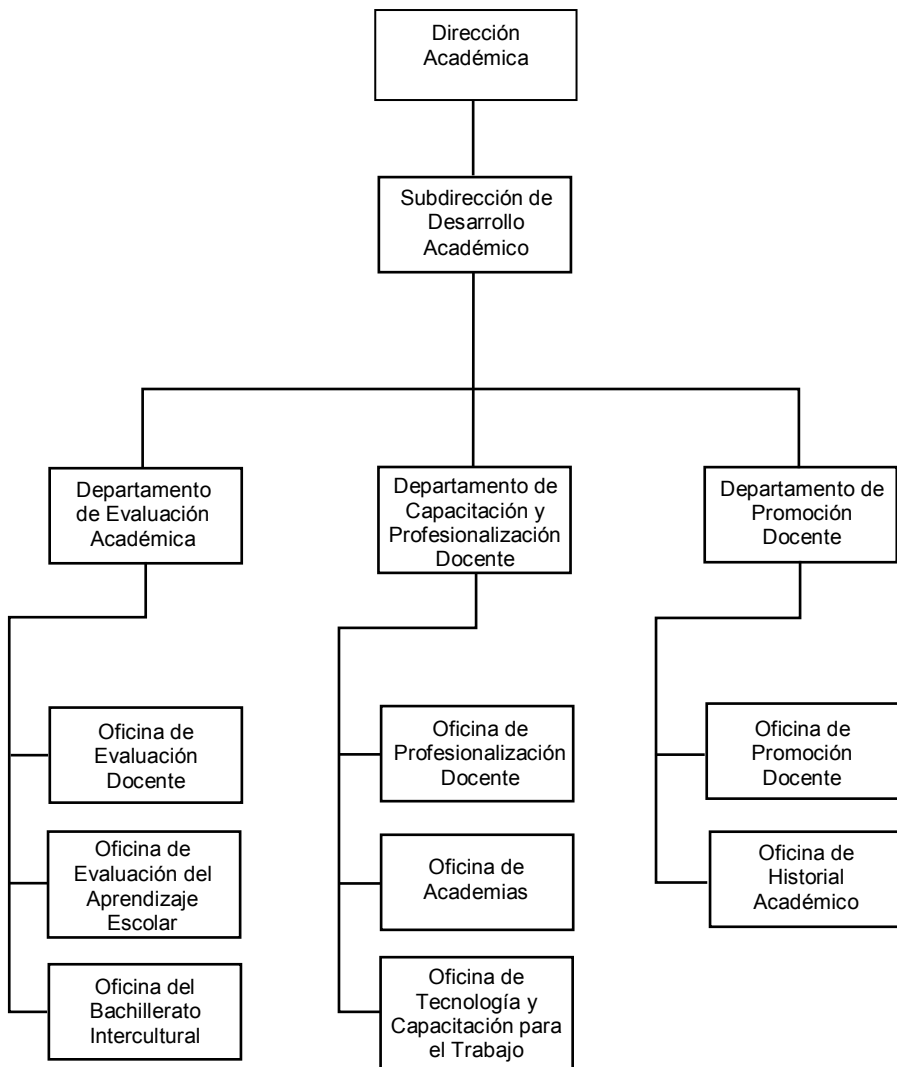 Dirección
Académica
Subdirección de
Desarrollo
Académico
Departamento
de Evaluación
Académica
Departamento de
Capacitación y
Profesionalización
Docente
Departamento de
Promoción
Docente
Oficina de
Evaluación
Docente
Oficina de
Profesionalización
Docente
Oficina de
Promoción
Docente
Oficina de
Evaluación del
Aprendizaje
Escolar
Oficina de
Academias
Oficina de
Historial
Académico
Oficina del
Bachillerato
Intercultural
Oficina de
Tecnología y
Capacitación para
el Trabajo